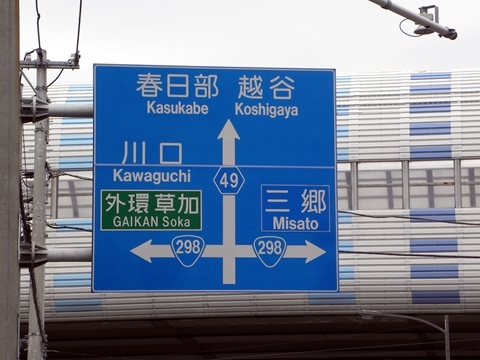 春日部 越谷
Kasukabe Koshigaya
川口
Kawaguchi
49
外環草加
GAIKAN Soka
三郷
Misato
298
298